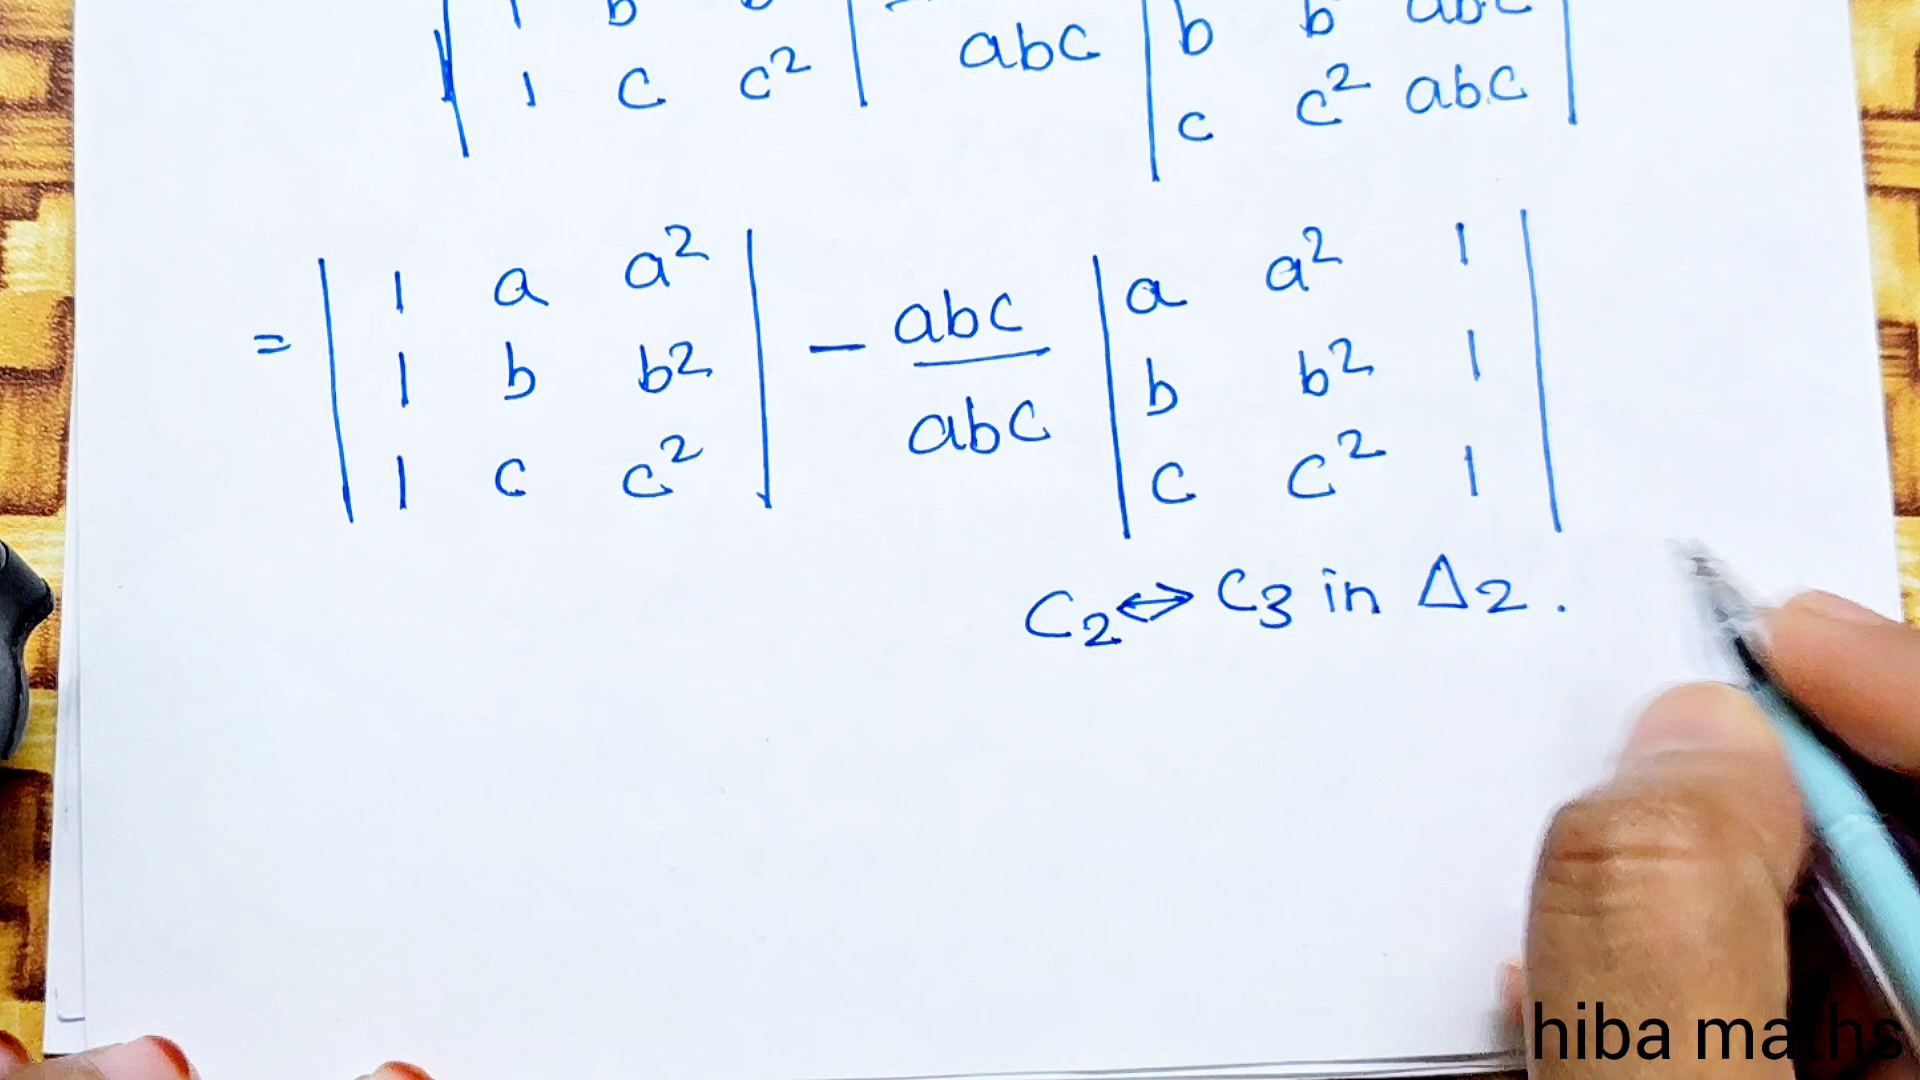 1 b
1 c c² abc b b abc
c c² abc
1 a a² a a² 1
= 1 b b² − abc/abc b b² 1
1 c c² c c² 1
C₂ ↔ C₃ in Δ₂.
hiba maths